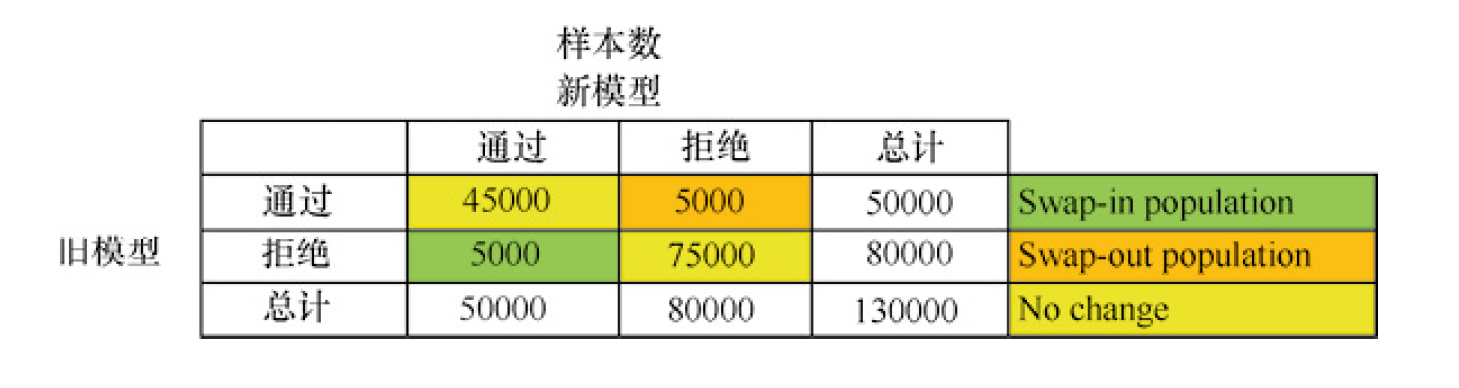 样本数
新模型
通过 拒绝 总计
通过 45000 5000 50000 Swap-in population
旧模型 拒绝 5000 75000 80000 Swap-out population
总计 50000 80000 130000 No change